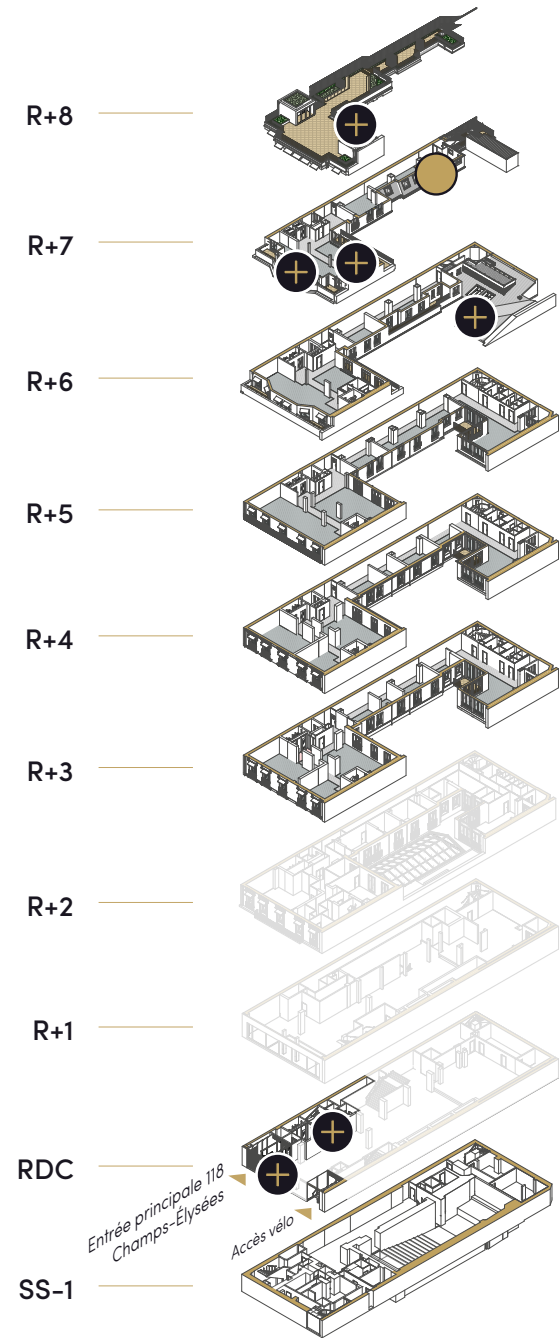 R+8
R+7
R+6
R+5
R+4
R+3
R+2
R+1
RDC
Entrée principale 118
Champs-Élysées
Accès vélo
SS-1